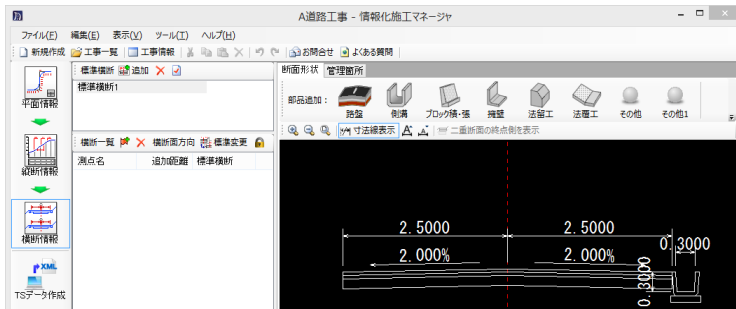 A道路工事 - 情報化施工マネージャ
ファイル(F) 編集(E) 表示(V) ツール(T) ヘルプ(H)
新規作成 工事一覧 工事情報 お問合せ よくある質問
標準横断 追加
標準横断1
断面形状 管理箇所
部品追加：
路盤 側溝 ブロック積・張 擁壁 法留工 法覆工 その他 その他1
寸法線表示 二重断面の終点側を表示
平面情報
縦断情報
横断情報
TSデータ作成
XML
横断一覧 横断面方向 標準変更
測点名 追加距離 標準横断
2.5000 2.5000
0.3000
2.000% 2.000%
0.3000